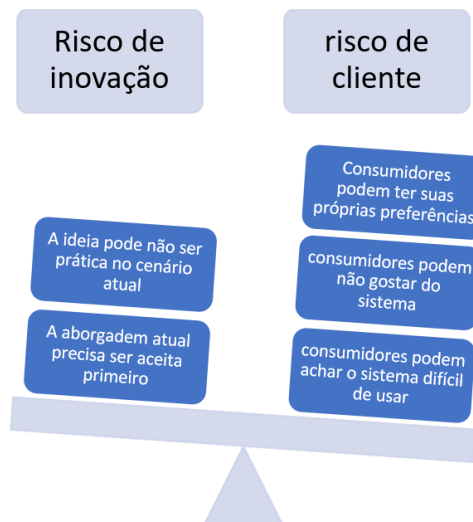 Risco de
inovação
risco de
cliente
A ideia pode não ser
prática no cenário
atual
A aborgadem atual
precisa ser aceita
primeiro
Consumidores
podem ter suas
próprias preferências
consumidores podem
não gostar do
sistema
consumidores podem
achar o sistema difícil
de usar